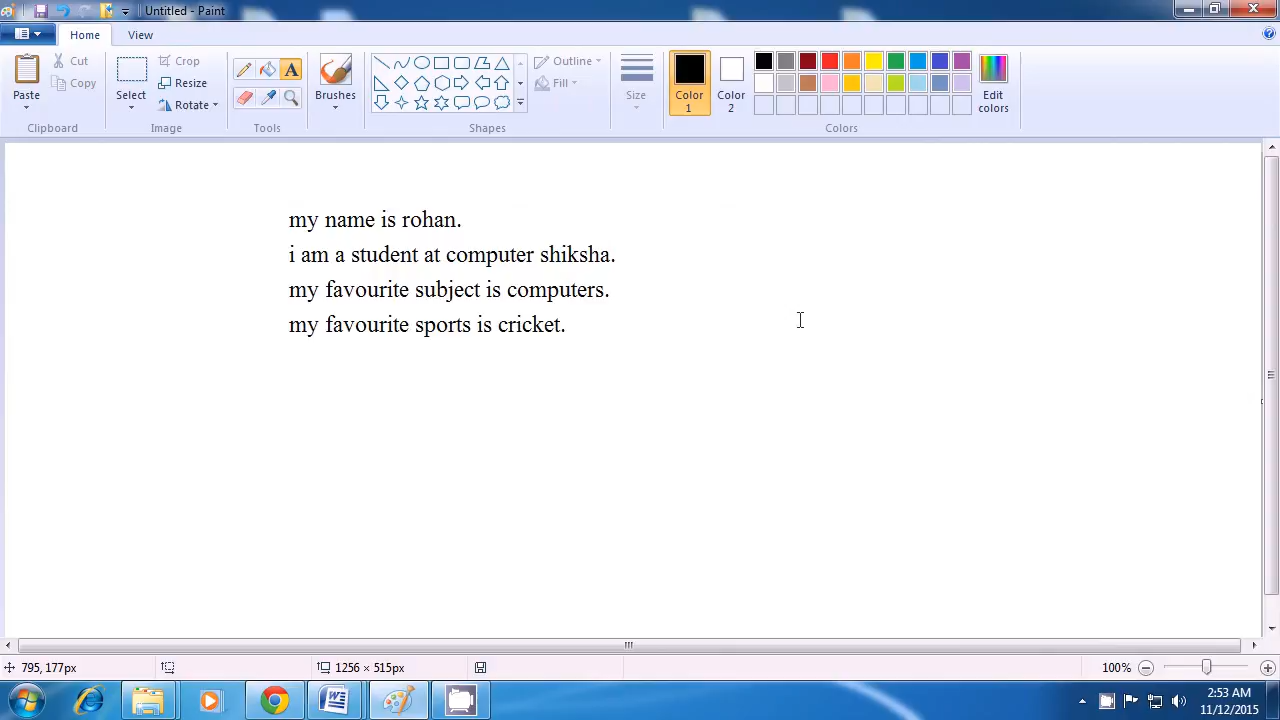 Untitled - Paint
Home View
Paste
Cut
Copy
Clipboard
Select
Crop
Resize
Rotate
Image
A
Tools
Brushes
Shapes
Outline
Fill
Size
Color 1
Color 2
Edit colors
Colors
my name is rohan.
i am a student at computer shiksha.
my favourite subject is computers.
my favourite sports is cricket.
795, 177px
1256 × 515px
100%
2:53 AM
11/12/2015